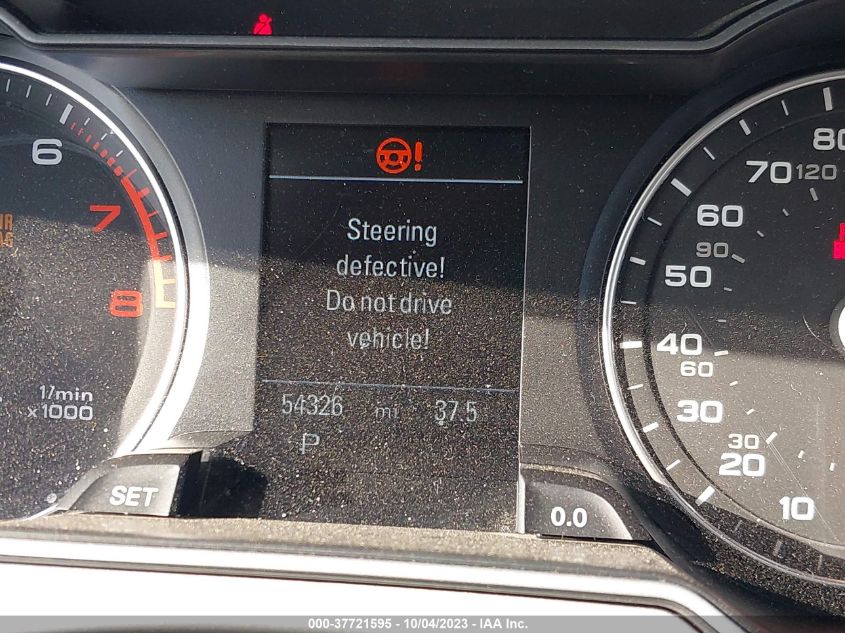 6
7
8
1/min
x1000
SET
Steering
defective!
Do not drive
vehicle!
54326 mi 37.5
P
0.0
80
70 120
60
90
50
40
60
30
30
20
10
000-37721595 - 10/04/2023 - IAA Inc.